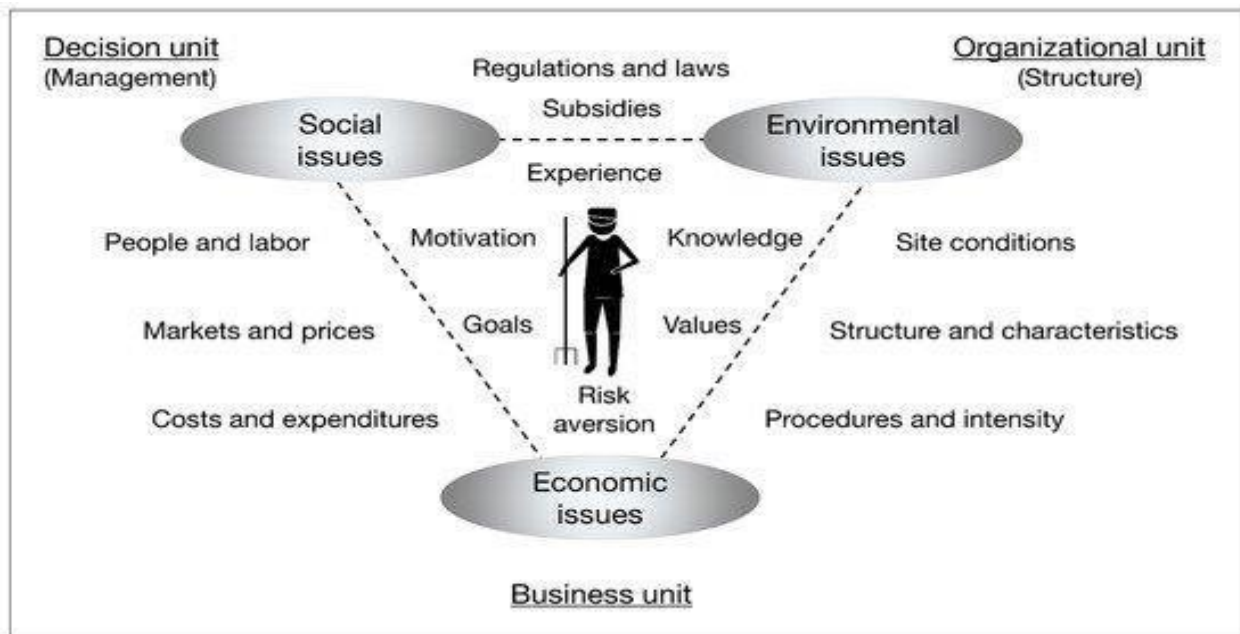 Decision unit
(Management)
Organizational unit
(Structure)
Regulations and laws
Subsidies
Social
issues
Environmental
issues
Experience
People and labor
Motivation
Knowledge
Site conditions
Markets and prices
Goals
Values
Structure and characteristics
Costs and expenditures
Risk
aversion
Procedures and intensity
Economic
issues
Business unit